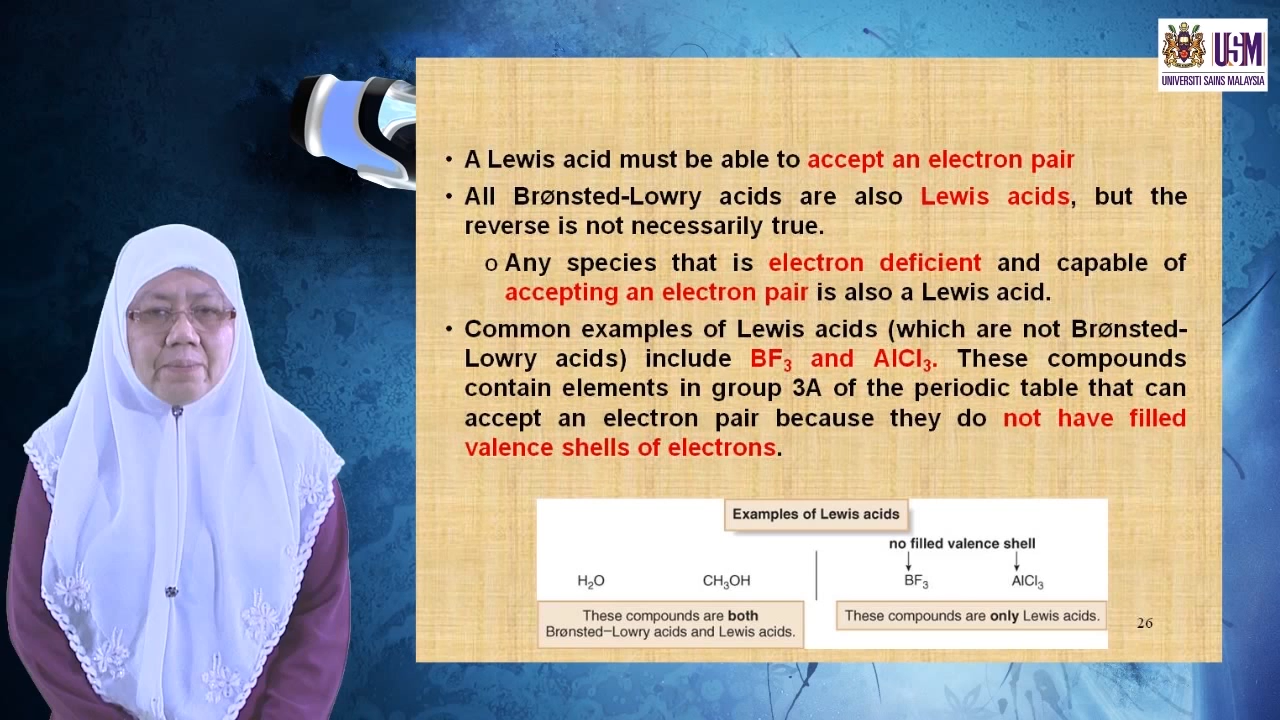 USM
UNIVERSITI SAINS MALAYSIA
• A Lewis acid must be able to accept an electron pair
• All Brønsted-Lowry acids are also Lewis acids, but the
reverse is not necessarily true.
o Any species that is electron deficient and capable of
accepting an electron pair is also a Lewis acid.
• Common examples of Lewis acids (which are not Brønsted-
Lowry acids) include BF₃ and AlCl₃. These compounds
contain elements in group 3A of the periodic table that can
accept an electron pair because they do not have filled
valence shells of electrons.
Examples of Lewis acids
no filled valence shell
H₂O CH₃OH BF₃ AlCl₃
These compounds are both
Brønsted–Lowry acids and Lewis acids.
These compounds are only Lewis acids.
26